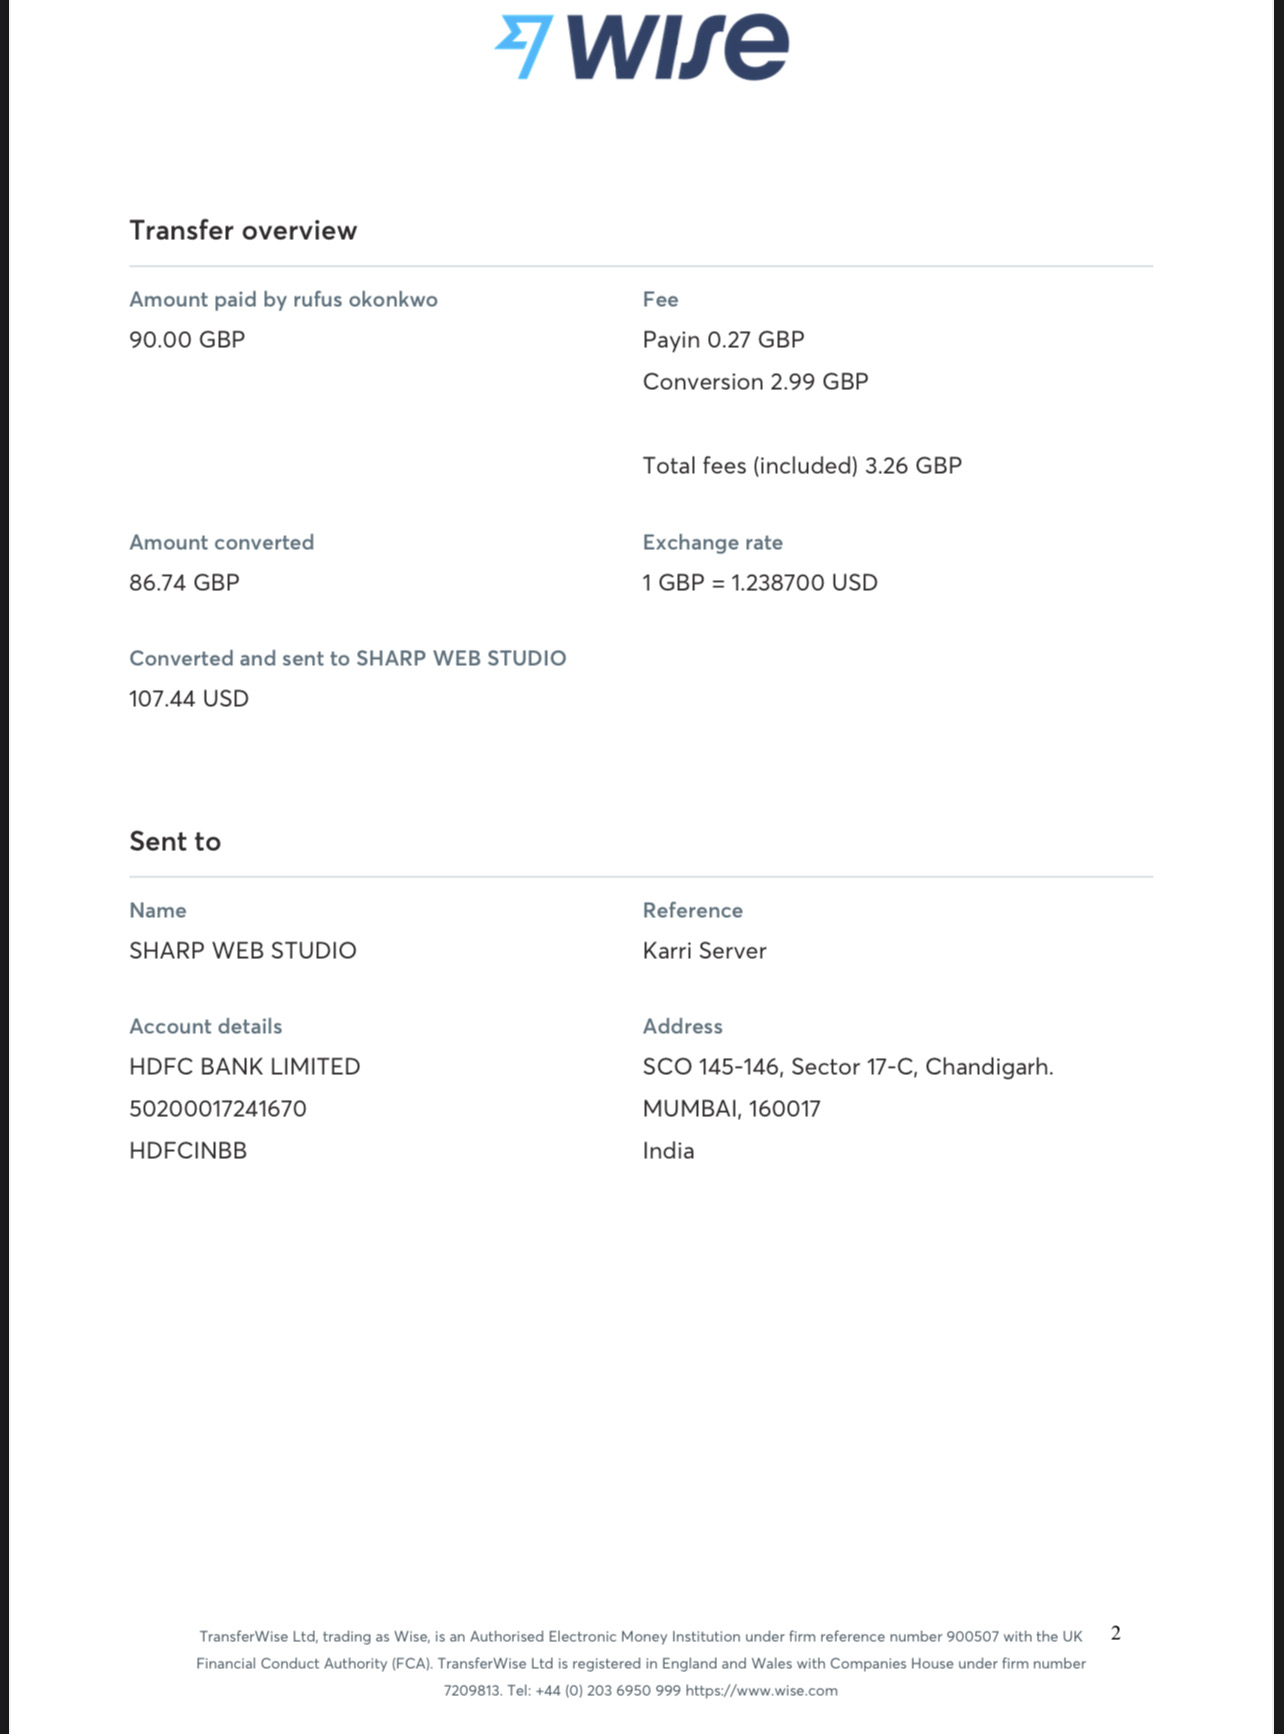 wise
Transfer overview
Amount paid by rufus okonkwo
90.00 GBP
Fee
Payin 0.27 GBP
Conversion 2.99 GBP
Total fees (included) 3.26 GBP
Amount converted
86.74 GBP
Exchange rate
1 GBP = 1.238700 USD
Converted and sent to SHARP WEB STUDIO
107.44 USD
Sent to
Name
SHARP WEB STUDIO
Reference
Karri Server
Account details
HDFC BANK LIMITED
50200017241670
HDFCINBB
Address
SCO 145-146, Sector 17-C, Chandigarh.
MUMBAI, 160017
India
TransferWise Ltd, trading as Wise, is an Authorised Electronic Money Institution under firm reference number 900507 with the UK
Financial Conduct Authority (FCA). TransferWise Ltd is registered in England and Wales with Companies House under firm number
7209813. Tel: +44 (0) 203 6950 999 https://www.wise.com
2